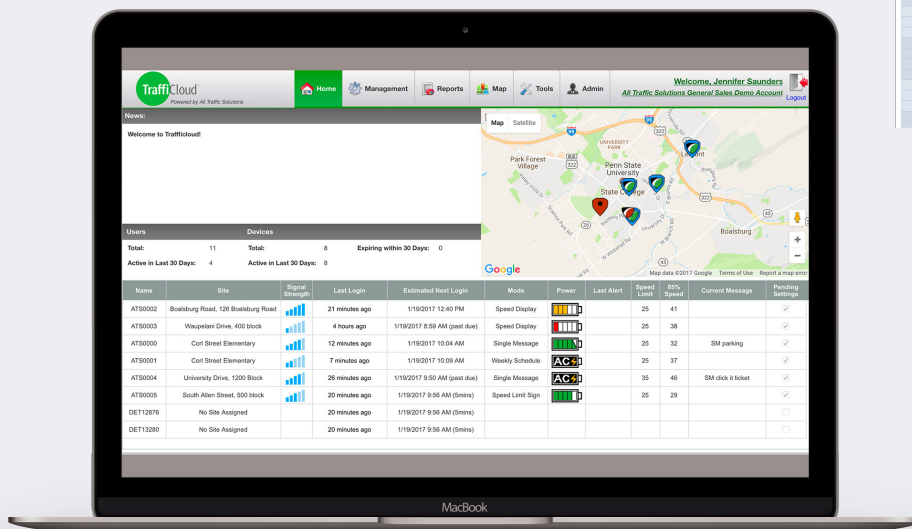 TraffiCloud
Powered by All Traffic Solutions
Home
Management
Reports
Map
Tools
Admin
Welcome, Jennifer Saunders
All Traffic Solutions General Sales Demo Account
Logout
News:
Welcome to Traffficloud!
Map Satellite
UNIVERSITY PARK
Park Forest Village
Penn State University
State College
Boalsburg
99
99
322
322
322
26
45
45
Google
Map data ©2017 Google Terms of Use Report a map error
Users Devices
Total: 11 Total: 8 Expiring within 30 Days: 0
Active in Last 30 Days: 4 Active in Last 30 Days: 8
Name Site Signal Strength Last Login Estimated Next Login Mode Power Last Alert Speed Limit 85% Speed Current Message Pending Settings
ATS0002 Boalsburg Road, 126 Boalsburg Road 21 minutes ago 1/19/2017 12:40 PM Speed Display 25 41
ATS0003 Waupelani Drive, 400 block 4 hours ago 1/19/2017 8:59 AM (past due) Speed Display 25 38
ATS0000 Corl Street Elementary 12 minutes ago 1/19/2017 10:04 AM Single Message 25 32 SM parking
ATS0001 Corl Street Elementary 7 minutes ago 1/19/2017 10:09 AM Weekly Schedule AC 25 37
ATS0004 University Drive, 1200 Block 26 minutes ago 1/19/2017 9:50 AM (past due) Single Message AC 35 46 SM click it ticket
ATS0005 South Allen Street, 500 block 20 minutes ago 1/19/2017 9:56 AM (5mins) Speed Limit Sign 25 29
DET12876 No Site Assigned 20 minutes ago 1/19/2017 9:56 AM (5mins)
DET13280 No Site Assigned 20 minutes ago 1/19/2017 9:56 AM (5mins)
MacBook